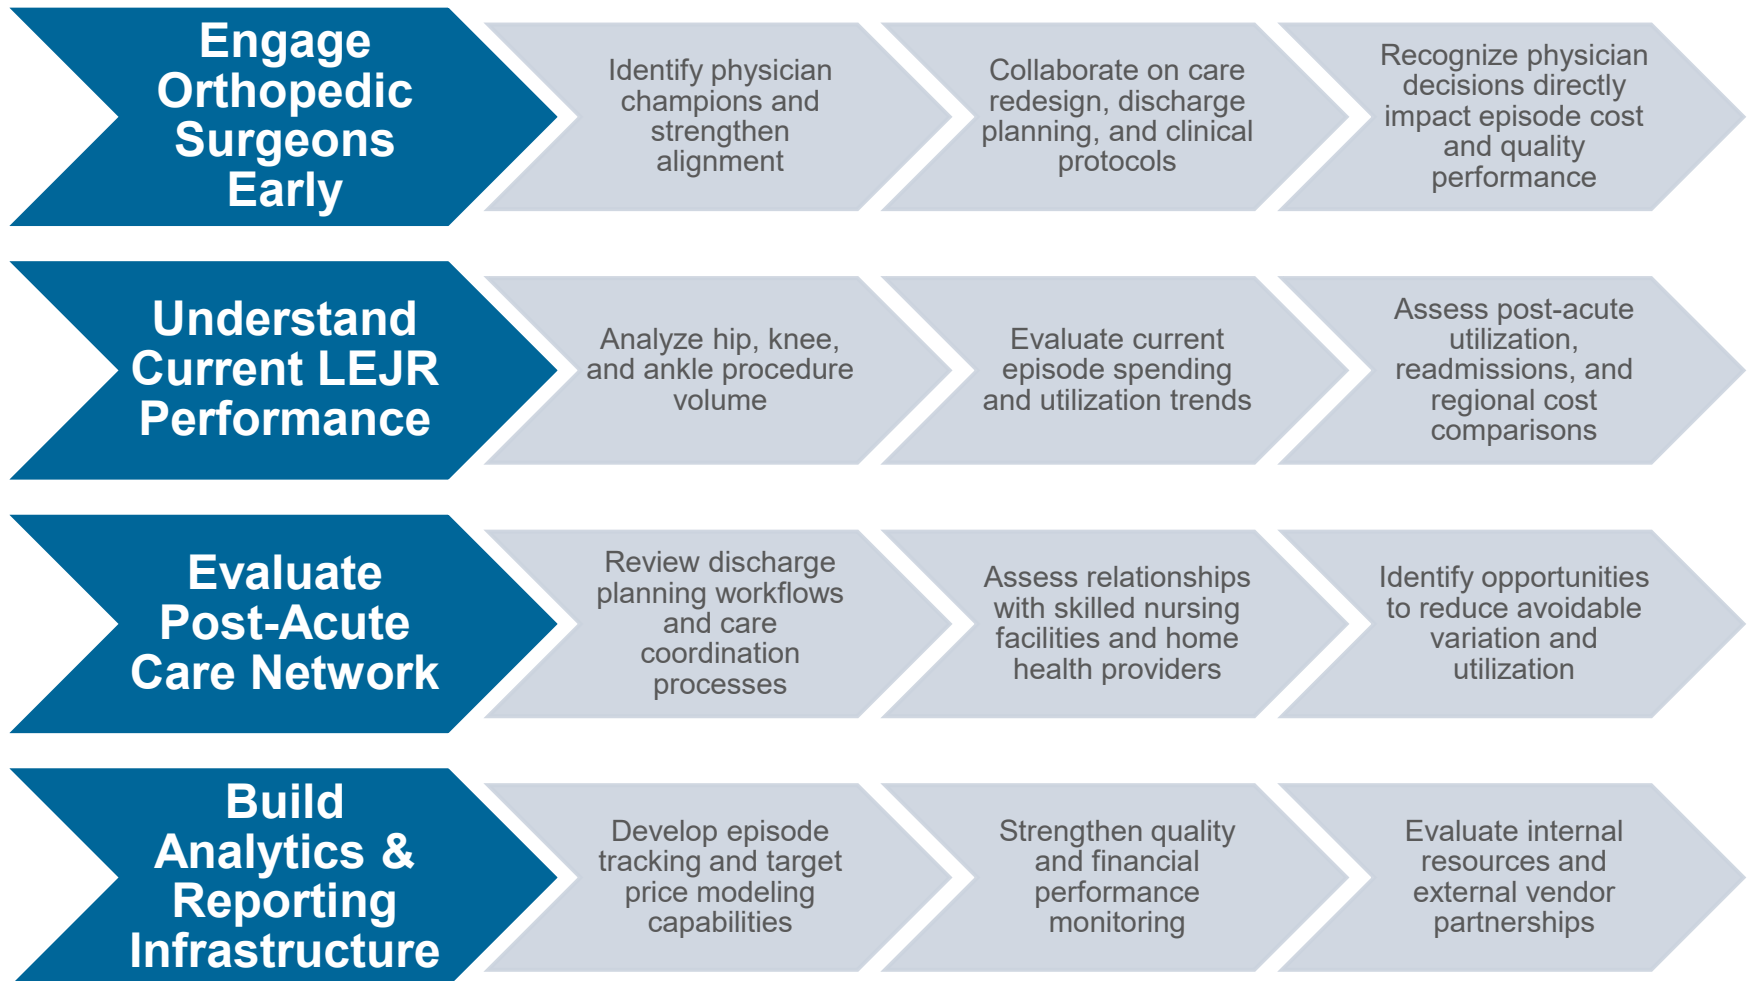 Engage
Orthopedic
Surgeons
Early
Identify physician
champions and
strengthen
alignment
Collaborate on care
redesign, discharge
planning, and clinical
protocols
Recognize physician
decisions directly
impact episode cost
and quality
performance
Understand
Current LEJR
Performance
Analyze hip, knee,
and ankle procedure
volume
Evaluate current
episode spending
and utilization trends
Assess post-acute
utilization,
readmissions, and
regional cost
comparisons
Evaluate
Post-Acute
Care Network
Review discharge
planning workflows
and care
coordination
processes
Assess relationships
with skilled nursing
facilities and home
health providers
Identify opportunities
to reduce avoidable
variation and
utilization
Build
Analytics &
Reporting
Infrastructure
Develop episode
tracking and target
price modeling
capabilities
Strengthen quality
and financial
performance
monitoring
Evaluate internal
resources and
external vendor
partnerships